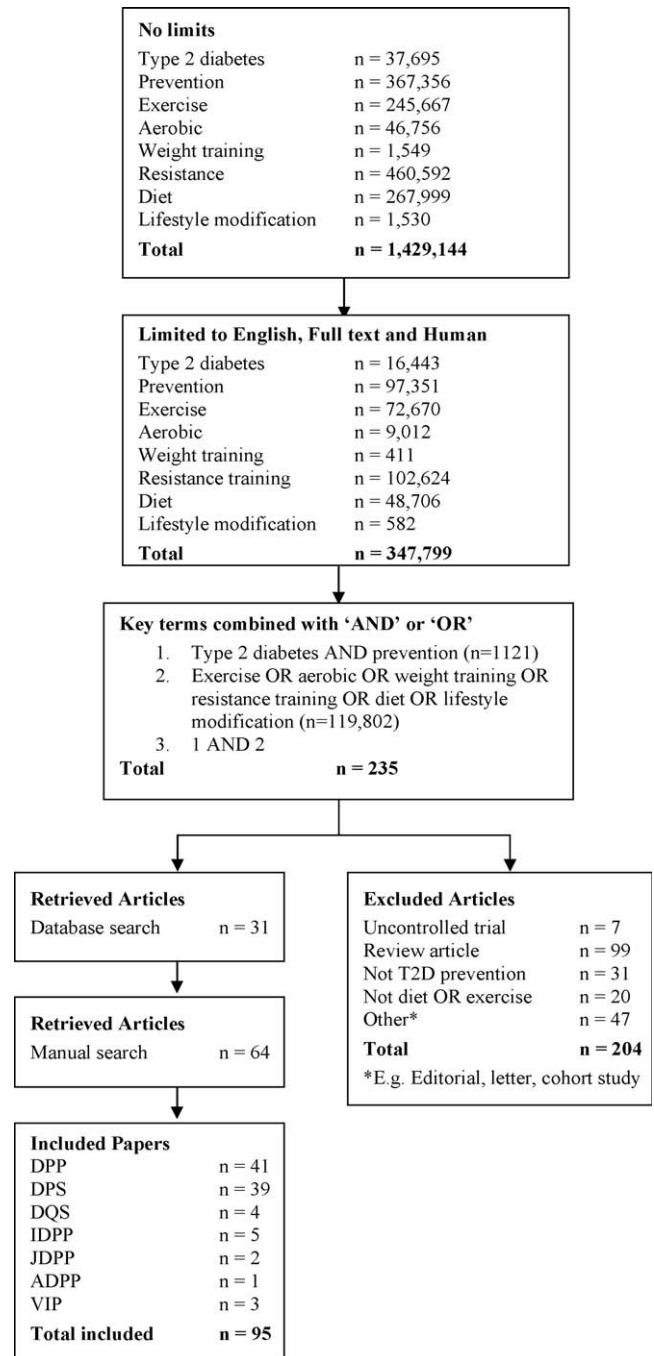 No limits
Type 2 diabetes n = 37,695
Prevention n = 367,356
Exercise n = 245,667
Aerobic n = 46,756
Weight training n = 1,549
Resistance n = 460,592
Diet n = 267,999
Lifestyle modification n = 1,530
Total n = 1,429,144
Limited to English, Full text and Human
Type 2 diabetes n = 16,443
Prevention n = 97,351
Exercise n = 72,670
Aerobic n = 9,012
Weight training n = 411
Resistance training n = 102,624
Diet n = 48,706
Lifestyle modification n = 582
Total n = 347,799
Key terms combined with ‘AND’ or ‘OR’
1. Type 2 diabetes AND prevention (n=1121)
2. Exercise OR aerobic OR weight training OR
resistance training OR diet OR lifestyle
modification (n=119,802)
3. 1 AND 2
Total n = 235
Retrieved Articles
Database search n = 31
Retrieved Articles
Manual search n = 64
Included Papers
DPP n = 41
DPS n = 39
DQS n = 4
IDPP n = 5
JDPP n = 2
ADPP n = 1
VIP n = 3
Total included n = 95
Excluded Articles
Uncontrolled trial n = 7
Review article n = 99
Not T2D prevention n = 31
Not diet OR exercise n = 20
Other* n = 47
Total n = 204
*E.g. Editorial, letter, cohort study